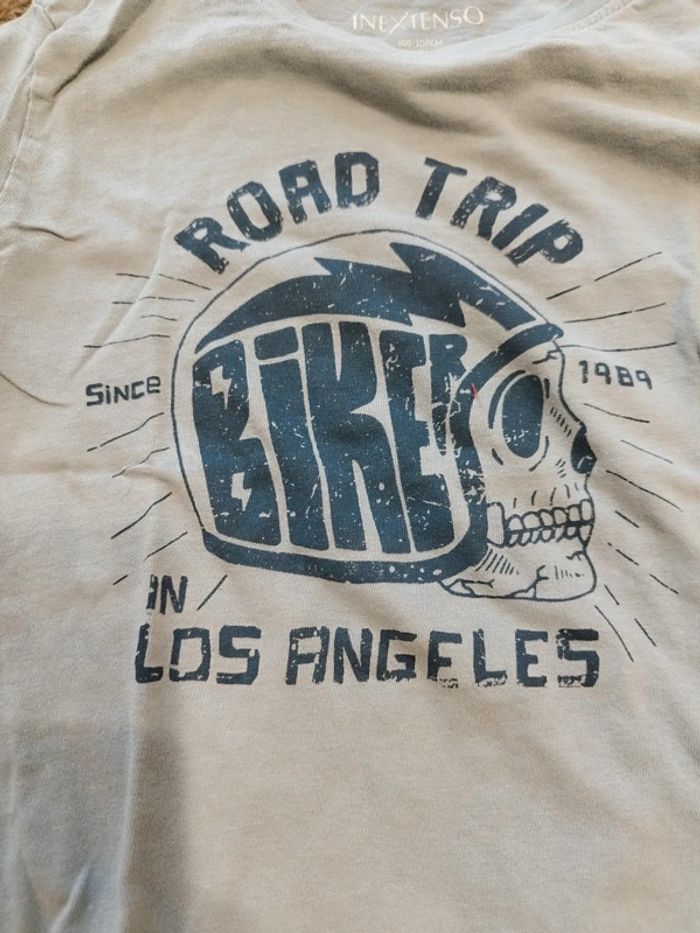 INEXTENSO
ROAD TRIP
BiKER
SiNCE 1989
IN
LOS ANGELES